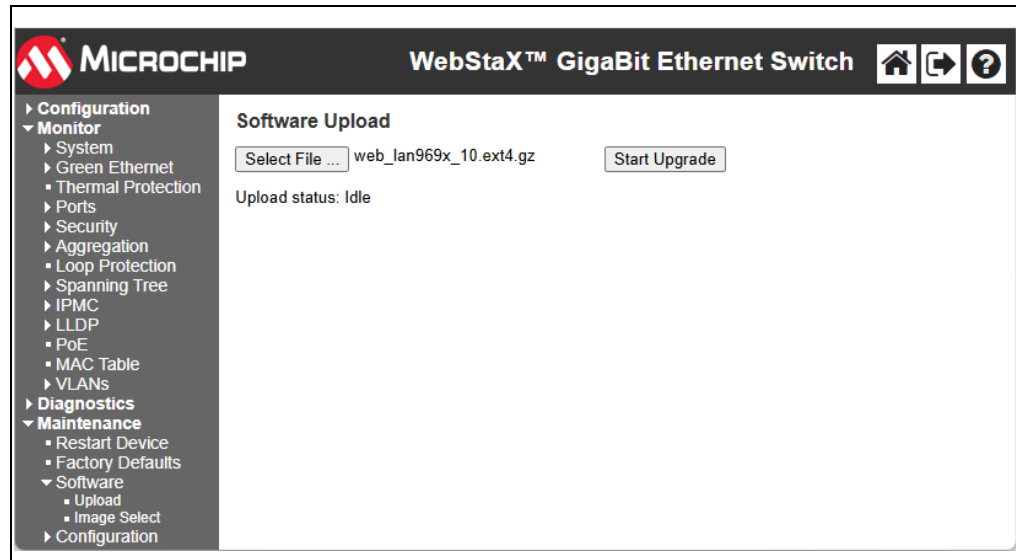 MICROCHIP
WebStaX™ GigaBit Ethernet Switch
Configuration
Monitor
System
Green Ethernet
Thermal Protection
Ports
Security
Aggregation
Loop Protection
Spanning Tree
IPMC
LLDP
PoE
MAC Table
VLANs
Diagnostics
Maintenance
Restart Device
Factory Defaults
Software
Upload
Image Select
Configuration
Software Upload
Select File ... web_lan969x_10.ext4.gz Start Upgrade
Upload status: Idle